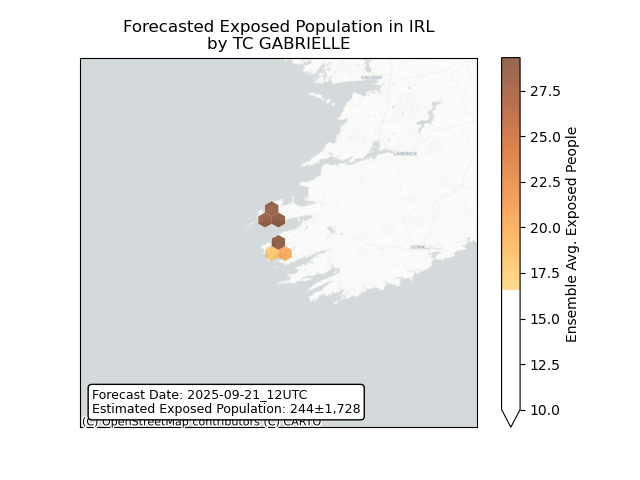 Forecasted Exposed Population in IRL
by TC GABRIELLE
GALWAY
LIMERICK
CORK
27.5
25.0
22.5
20.0
17.5
15.0
12.5
10.0
Ensemble Avg. Exposed People
Forecast Date: 2025-09-21_12UTC
Estimated Exposed Population: 244±1,728
(C) OpenStreetMap contributors (C) CARTO